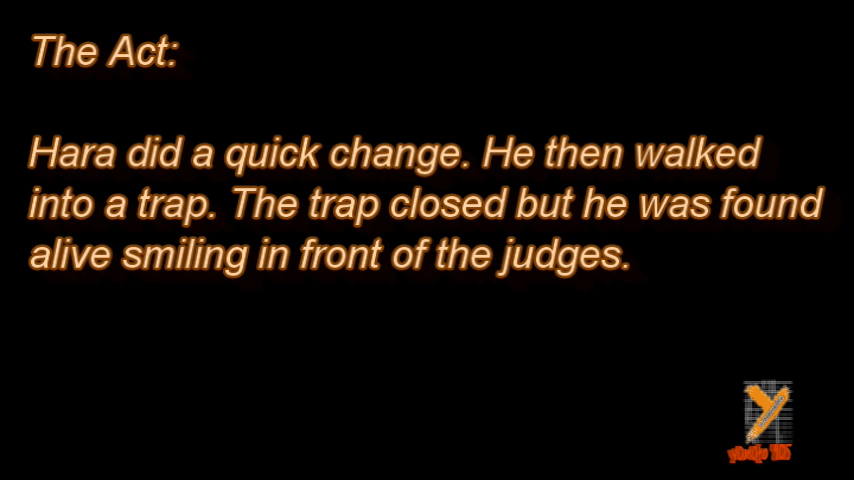 The Act:
Hara did a quick change. He then walked
into a trap. The trap closed but he was found
alive smiling in front of the judges.
Y